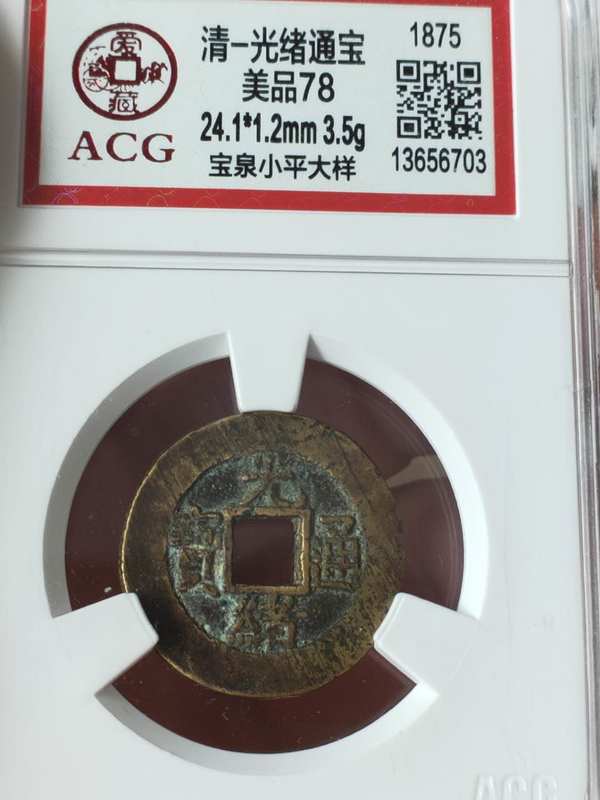 爱
藏
ACG
清-光绪通宝
美品78
24.1*1.2mm 3.5g
宝泉小平大样
1875
13656703
光
緒
通
寶
ACG